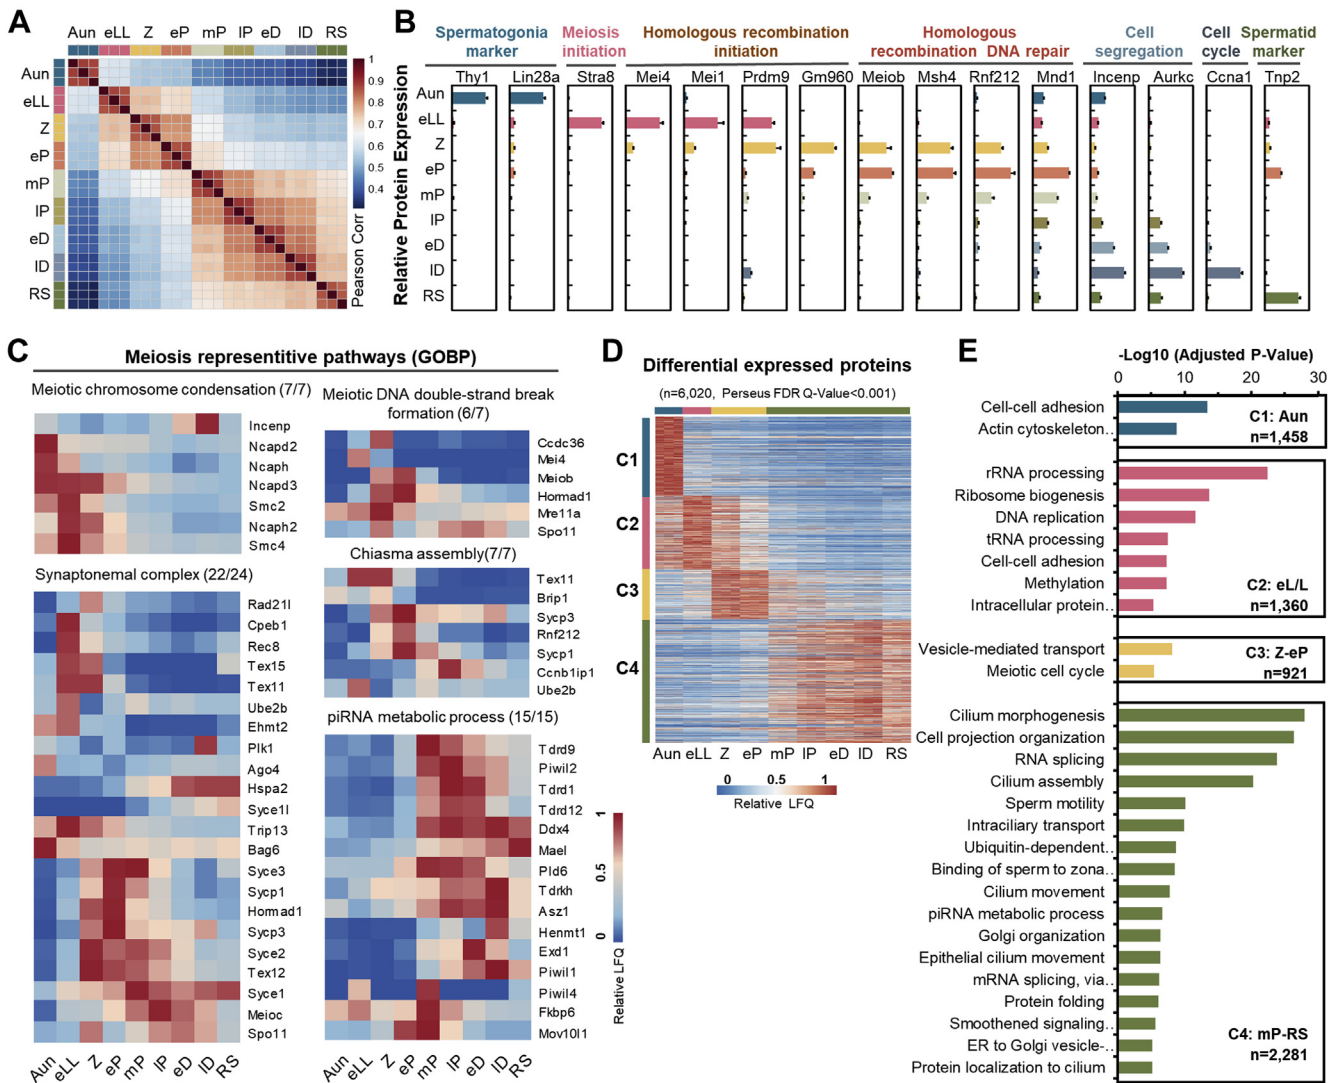 A
Aun eLL Z eP mP lP eD lD RS
Aun
eLL
Z
eP
mP
lP
eD
lD
RS
1
0.9
0.8
0.7
0.6
0.5
0.4
Pearson Corr
B
Spermatogonia marker
Meiosis initiation
Homologous recombination initiation
Homologous recombination DNA repair
Cell segregation
Cell cycle
Spermatid marker
Thy1 Lin28a Stra8 Mei4 Mei1 Prdm9 Gm960 Meiob Msh4 Rnf212 Mnd1 Incenp Aurkc Ccna1 Tnp2
Relative Protein Expression
Aun
eLL
Z
eP
mP
lP
eD
lD
RS
C
Meiosis representitive pathways (GOBP)
Meiotic chromosome condensation (7/7)
Incenp
Ncapd2
Ncaph
Ncapd3
Smc2
Ncaph2
Smc4
Synaptonemal complex (22/24)
Rad21l
Cpeb1
Rec8
Tex15
Tex11
Ube2b
Ehmt2
Plk1
Ago4
Hspa2
Syce1l
Trip13
Bag6
Syce3
Sycp1
Hormad1
Sycp3
Syce2
Tex12
Syce1
Meioc
Spo11
Aun eLL Z eP mP lP eD lD RS
Meiotic DNA double-strand break
formation (6/7)
Ccdc36
Mei4
Meiob
Hormad1
Mre11a
Spo11
Chiasma assembly(7/7)
Tex11
Brip1
Sycp3
Rnf212
Sycp1
Ccnb1ip1
Ube2b
piRNA metabolic process (15/15)
Tdrd9
Piwil2
Tdrd1
Tdrd12
Ddx4
Mael
Pld6
Tdrkh
Asz1
Henmt1
Exd1
Piwil1
Piwil4
Fkbp6
Mov10l1
Aun eLL Z eP mP lP eD lD RS
1
0.5
0
Relative LFQ
D
Differential expressed proteins
(n=6,020, Perseus FDR Q-Value<0.001)
C1
C2
C3
C4
Aun eLL Z eP mP lP eD lD RS
0 0.5 1
Relative LFQ
E
-Log10 (Adjusted P-Value)
0 10 20 30
Cell-cell adhesion
Actin cytoskeleton..
C1: Aun
n=1,458
rRNA processing
Ribosome biogenesis
DNA replication
tRNA processing
Cell-cell adhesion
Methylation
Intracellular protein..
C2: eL/L
n=1,360
Vesicle-mediated transport
Meiotic cell cycle
C3: Z-eP
n=921
Cilium morphogenesis
Cell projection organization
RNA splicing
Cilium assembly
Sperm motility
Intraciliary transport
Ubiquitin-dependent..
Binding of sperm to zona..
Cilium movement
piRNA metabolic process
Golgi organization
Epithelial cilium movement
mRNA splicing, via..
Protein folding
Smoothened signaling..
ER to Golgi vesicle-..
Protein localization to cilium
C4: mP-RS
n=2,281